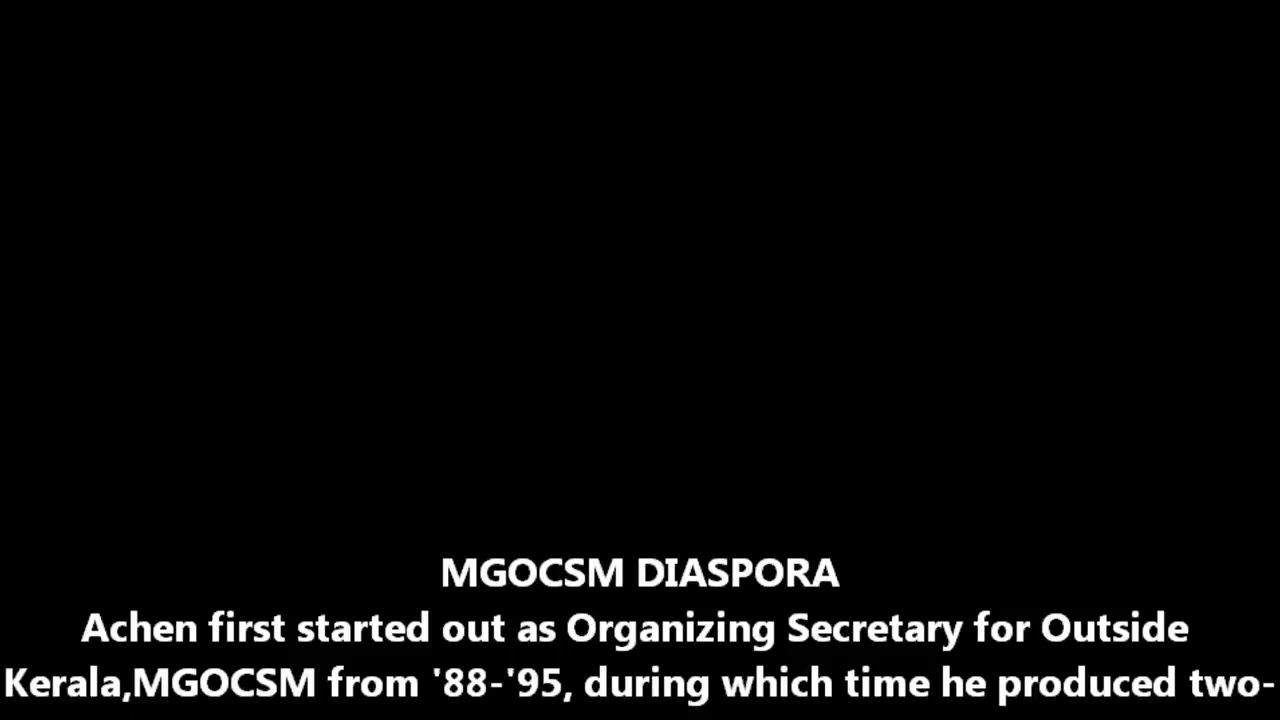 MGOCSM DIASPORA
Achen first started out as Organizing Secretary for Outside
Kerala,MGOCSM from '88-'95, during which time he produced two-